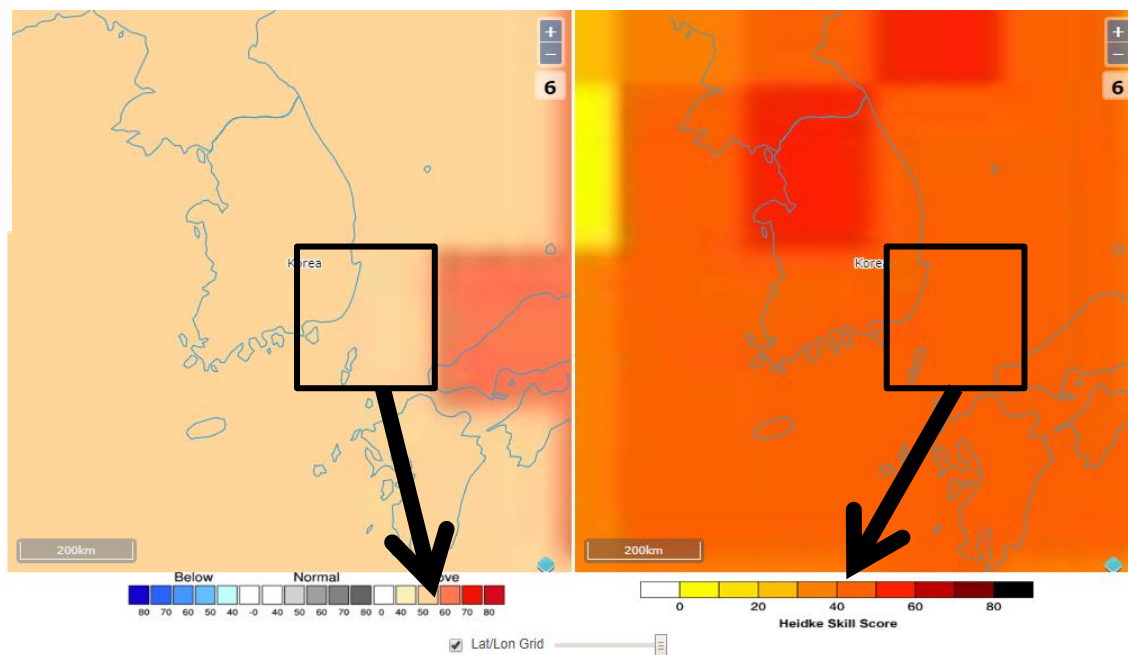 +
−
6
Korea
200km
+
−
6
Kore
200km
Below Normal ove
80 70 60 50 40 -0 40 50 60 70 80 0 40 50 60 70 80
0 20 40 60 80
Heidke Skill Score
Lat/Lon Grid